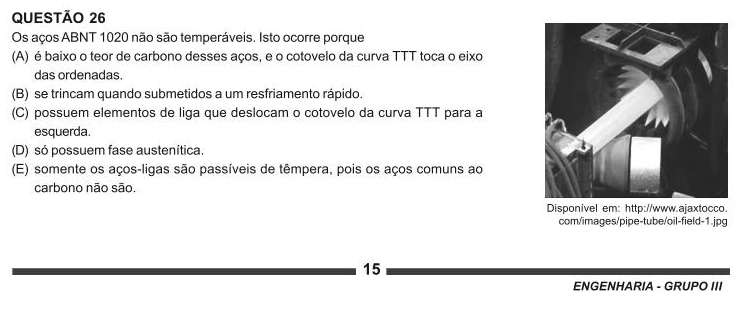 QUESTÃO 26
Os aços ABNT 1020 não são temperáveis. Isto ocorre porque
(A) é baixo o teor de carbono desses aços, e o cotovelo da curva TTT toca o eixo
das ordenadas.
(B) se trincam quando submetidos a um resfriamento rápido.
(C) possuem elementos de liga que deslocam o cotovelo da curva TTT para a
esquerda.
(D) só possuem fase austenítica.
(E) somente os aços-ligas são passíveis de têmpera, pois os aços comuns ao
carbono não são.
Disponível em: http://www.ajaxtocco.
com/images/pipe-tube/oil-field-1.jpg
15
ENGENHARIA - GRUPO III